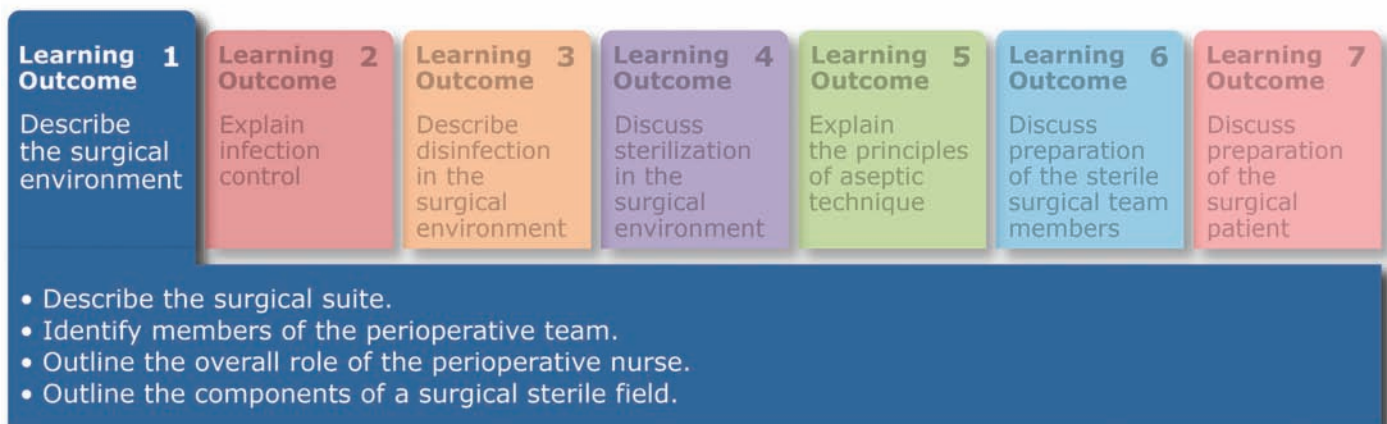 Learning 1
Outcome
Describe
the surgical
environment
Learning 2
Outcome
Explain
infection
control
Learning 3
Outcome
Describe
disinfection
in the
surgical
environment
Learning 4
Outcome
Discuss
sterilization
in the
surgical
environment
Learning 5
Outcome
Explain
the principles
of aseptic
technique
Learning 6
Outcome
Discuss
preparation
of the sterile
surgical team
members
Learning 7
Outcome
Discuss
preparation
of the
surgical
patient
• Describe the surgical suite.
• Identify members of the perioperative team.
• Outline the overall role of the perioperative nurse.
• Outline the components of a surgical sterile field.